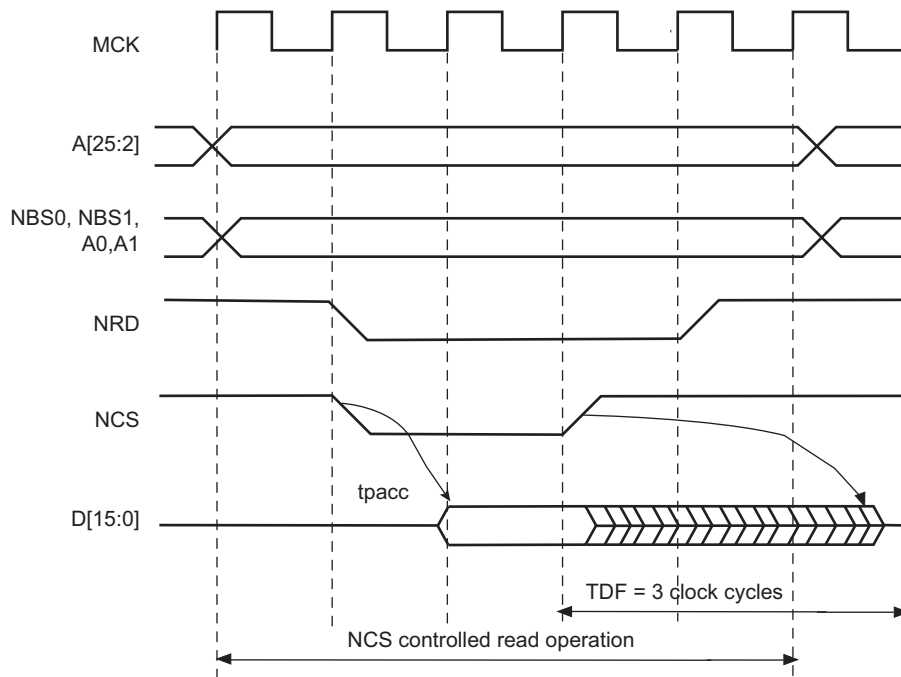 MCK
A[25:2]
NBS0, NBS1,
A0,A1
NRD
NCS
tpacc
D[15:0]
TDF = 3 clock cycles
NCS controlled read operation